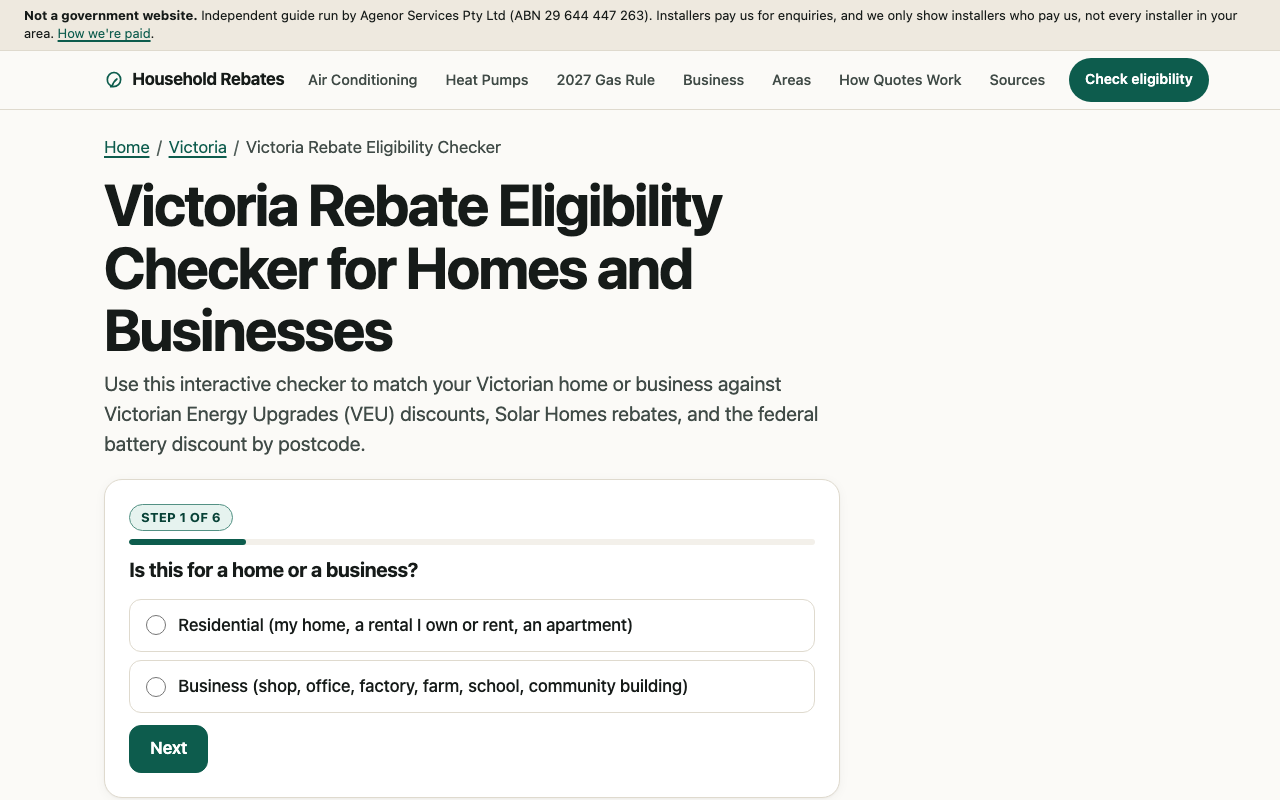 Not a government website. Independent guide run by Agenor Services Pty Ltd (ABN 29 644 447 263). Installers pay us for enquiries, and we only show installers who pay us, not every installer in your
area. How we're paid.
Household Rebates
Air Conditioning
Heat Pumps
2027 Gas Rule
Business
Areas
How Quotes Work
Sources
Check eligibility
Home / Victoria / Victoria Rebate Eligibility Checker
Victoria Rebate Eligibility
Checker for Homes and
Businesses
Use this interactive checker to match your Victorian home or business against
Victorian Energy Upgrades (VEU) discounts, Solar Homes rebates, and the federal
battery discount by postcode.
STEP 1 OF 6
Is this for a home or a business?
Residential (my home, a rental I own or rent, an apartment)
Business (shop, office, factory, farm, school, community building)
Next